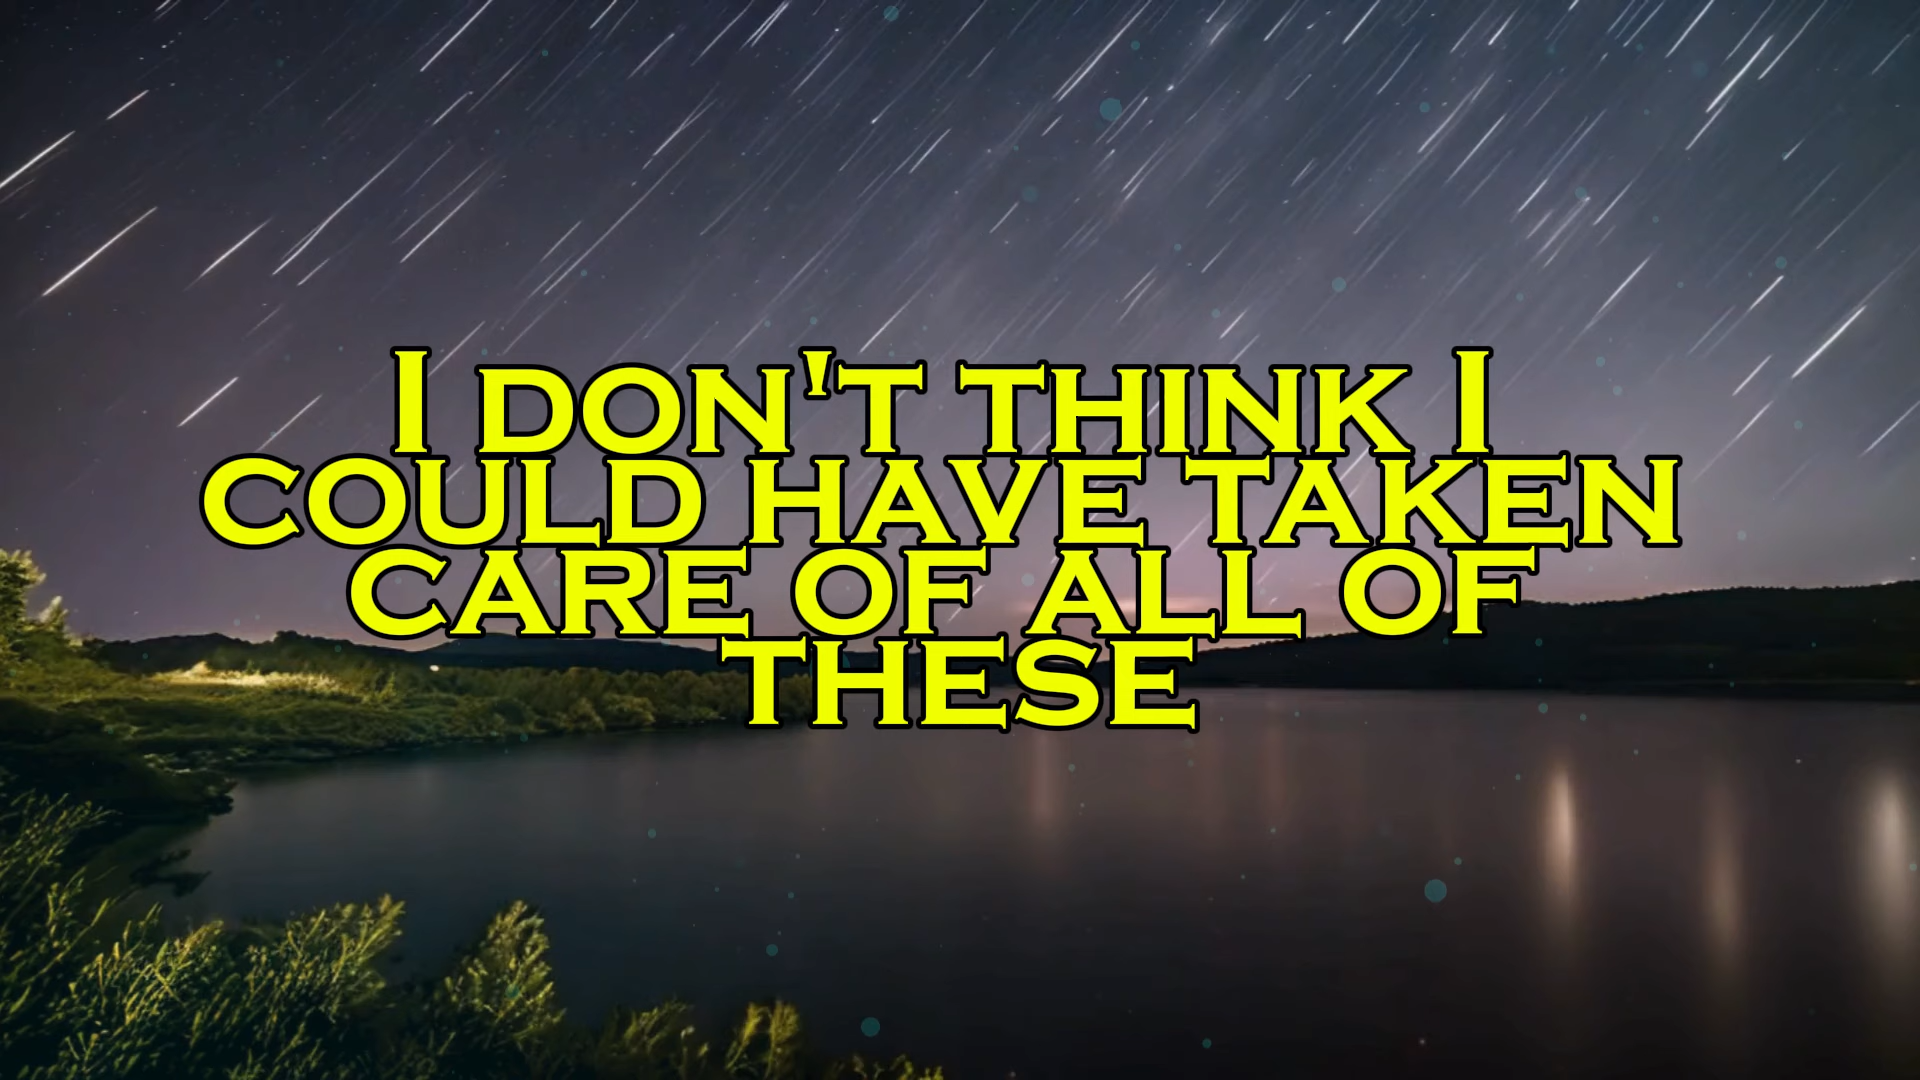 I DON'T THINK I
COULD HAVE TAKEN
CARE OF ALL OF
THESE